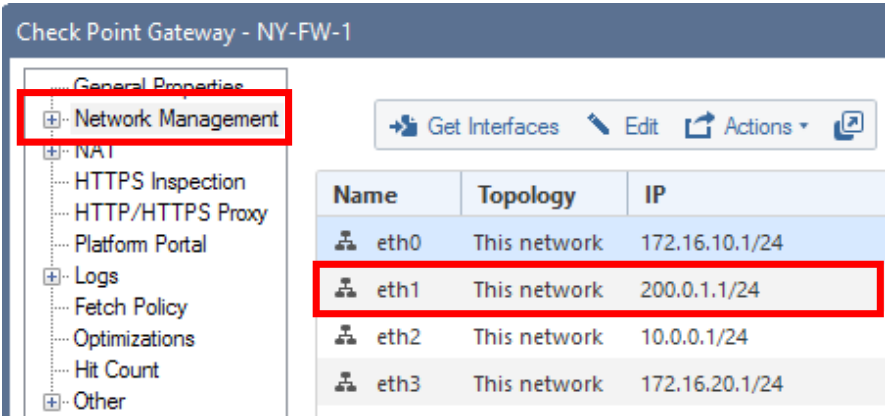 Check Point Gateway - NY-FW-1
General Properties
Network Management
NAT
HTTPS Inspection
HTTP/HTTPS Proxy
Platform Portal
Logs
Fetch Policy
Optimizations
Hit Count
Other
Get Interfaces Edit Actions
Name Topology IP
eth0 This network 172.16.10.1/24
eth1 This network 200.0.1.1/24
eth2 This network 10.0.0.1/24
eth3 This network 172.16.20.1/24